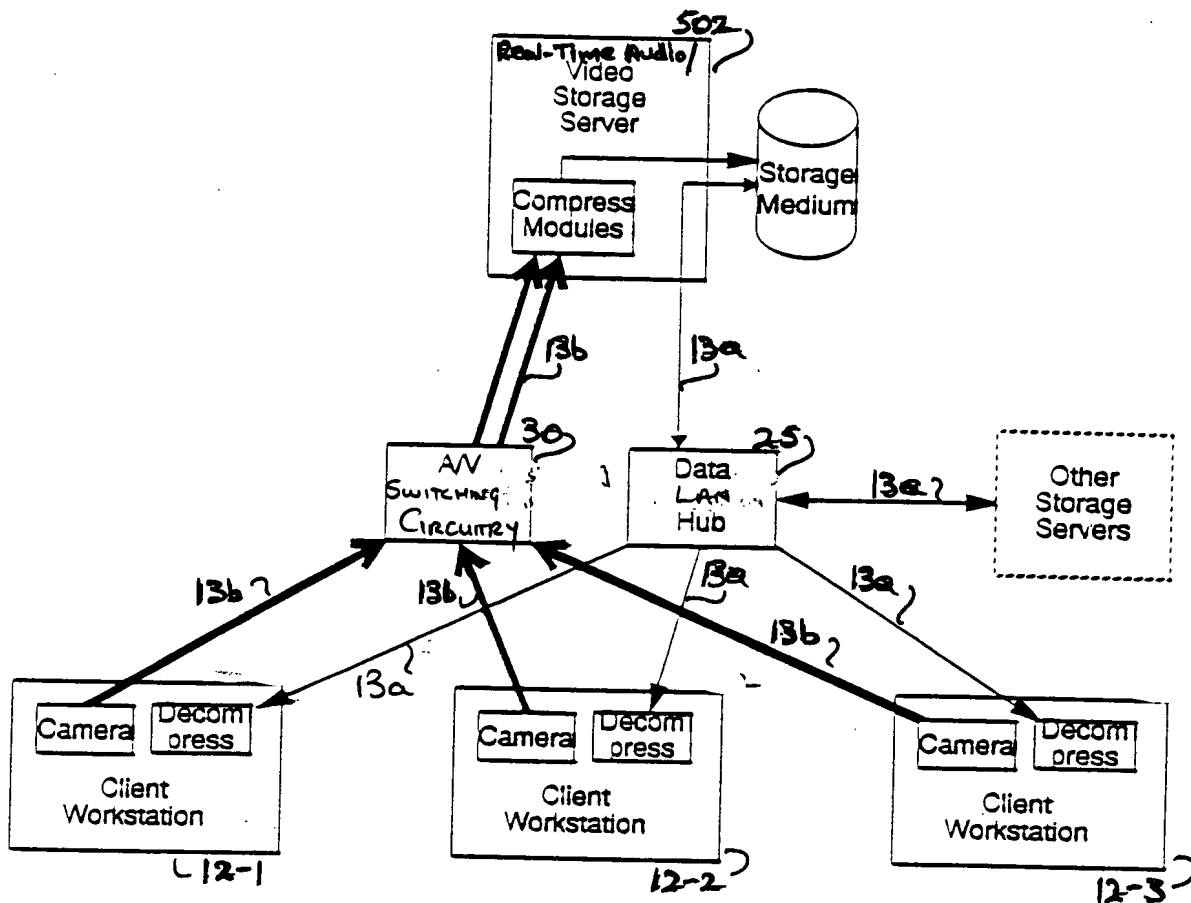 502
Real-Time Audio/
Video
Storage
Server
Compress
Modules
Storage
Medium
13b
13a
30
A/V
SWITCHING
CIRCUITRY
25
Data
LAN
Hub
13a
Other
Storage
Servers
13b
13b
13a
13a
13b
13a
Camera
Decom
press
Client
Workstation
12-1
Camera
Decom
press
Client
Workstation
12-2
Camera
Decom
press
Client
Workstation
12-3